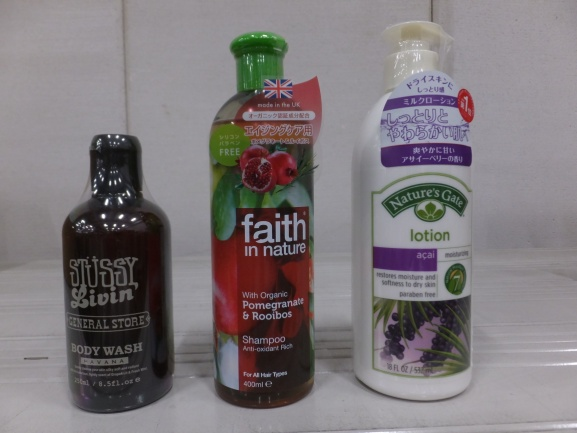 STÜSSY
Livin'
GENERAL STORE
BODY WASH
HAVANA
250ml / 8.5fl.oz
made in the UK
オーガニック認証成分配合
エイジングケア用
シリコン
パラベン
FREE
faith
in nature
With Organic
Pomegranate
& Rooibos
Shampoo
Anti-oxidant Rich
For All Hair Types
400ml e
ドライスキンに
しっとり感
ミルクローション
しっとりと
やわらかい肌へ
爽やかに甘い
アサイーベリーの香り
Nature's Gate
lotion
açaí
moisturizing
restores moisture and
softness to dry skin
paraben free
18 FL OZ /